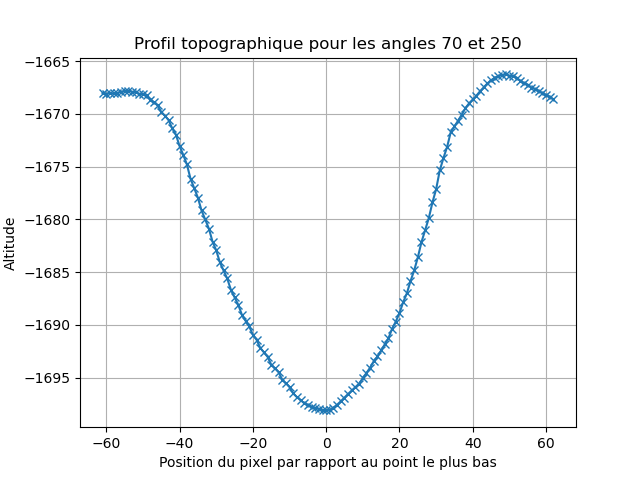 Profil topographique pour les angles 70 et 250
Altitude
−1665
−1670
−1675
−1680
−1685
−1690
−1695
−60 −40 −20 0 20 40 60
Position du pixel par rapport au point le plus bas